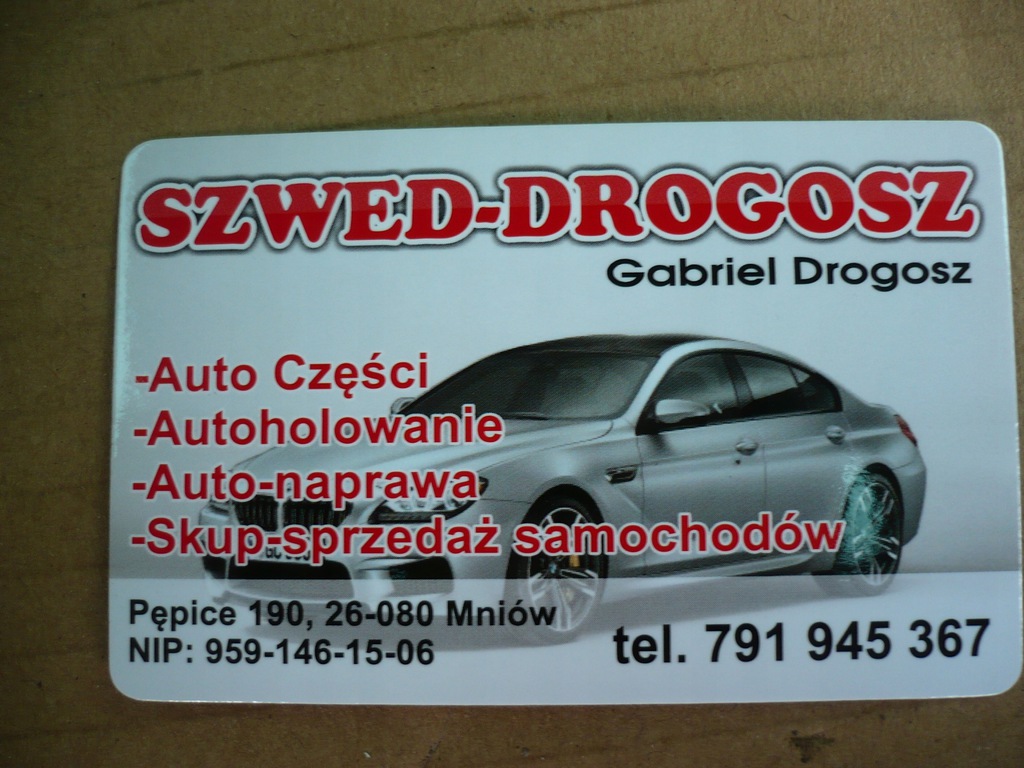 SZWED-DROGOSZ
Gabriel Drogosz
-Auto Części
-Autoholowanie
-Auto-naprawa
-Skup-sprzedaż samochodów
Pępice 190, 26-080 Mniów
NIP: 959-146-15-06
tel. 791 945 367